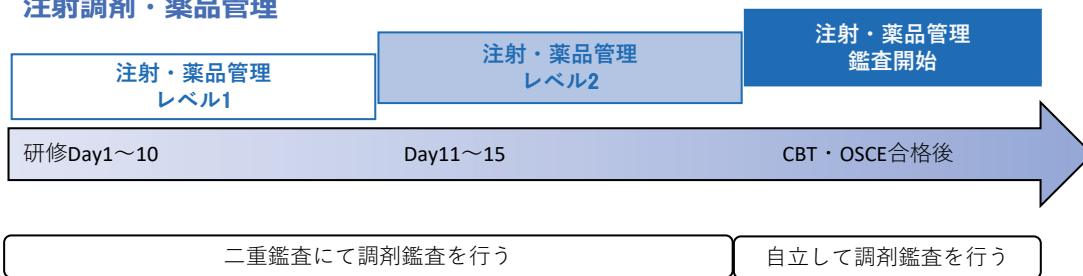 注射調剤・薬品管理
注射・薬品管理
レベル1
注射・薬品管理
レベル2
注射・薬品管理
鑑査開始
研修Day1～10
Day11～15
CBT・OSCE合格後
二重鑑査にて調剤鑑査を行う
自立して調剤鑑査を行う